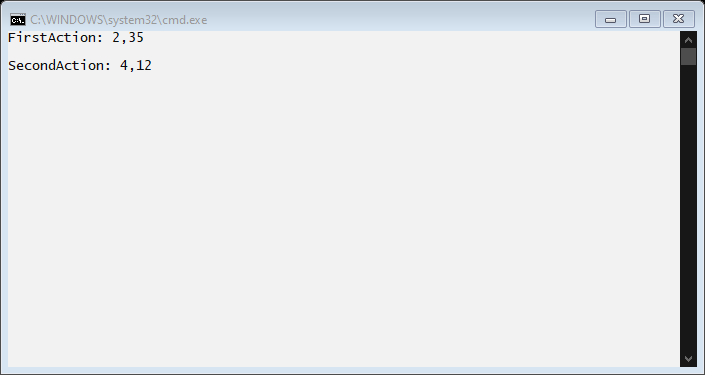 C:\WINDOWS\system32\cmd.exe
FirstAction: 2,35
SecondAction: 4,12